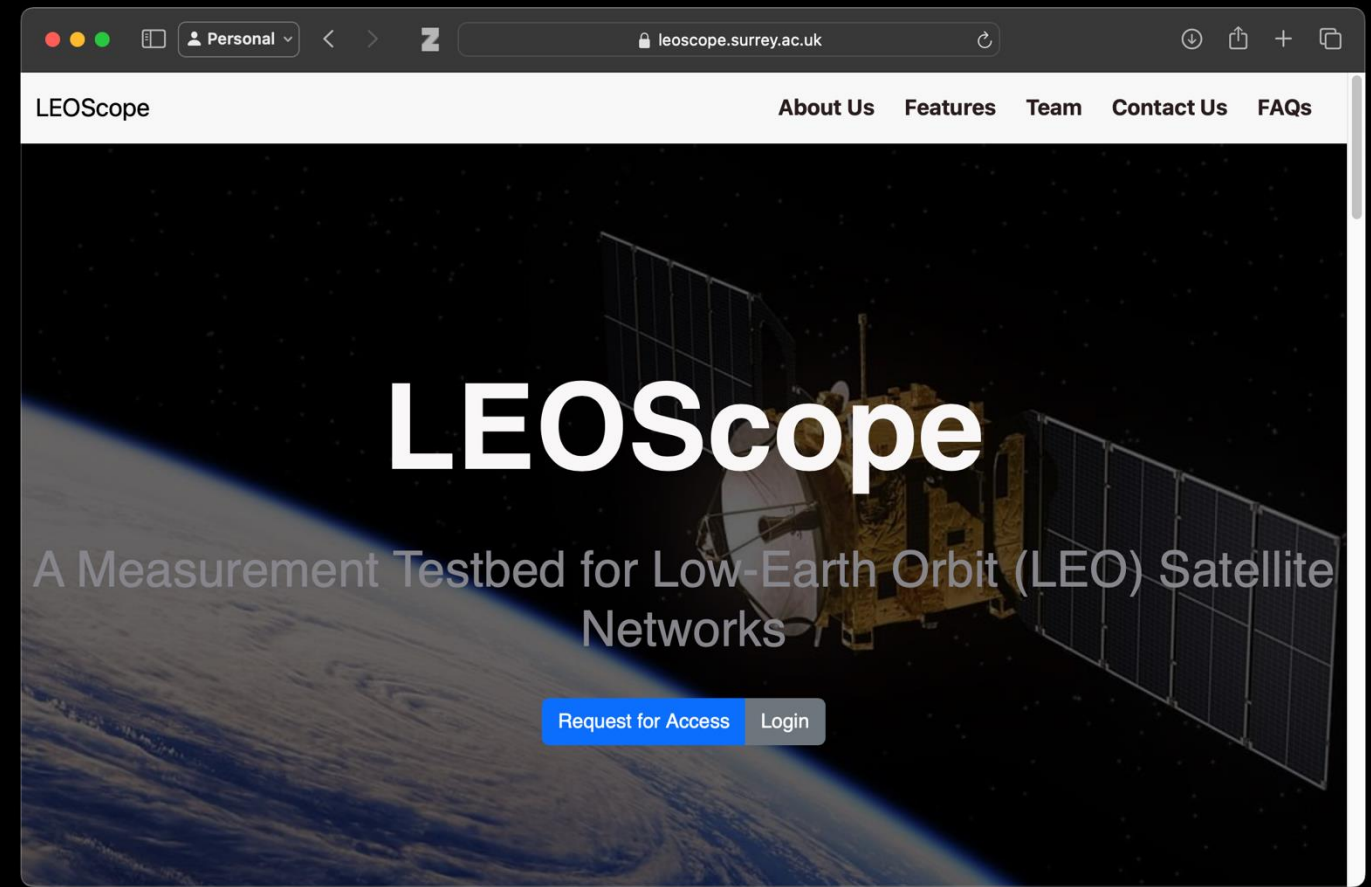 Personal
leoscope.surrey.ac.uk
LEOScope
About Us Features Team Contact Us FAQs
LEOScope
A Measurement Testbed for Low-Earth Orbit (LEO) Satellite
Networks
Request for Access Login